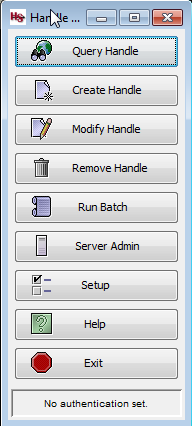 HS Handle ...
Query Handle
Create Handle
Modify Handle
Remove Handle
Run Batch
Server Admin
Setup
Help
Exit
No authentication set.